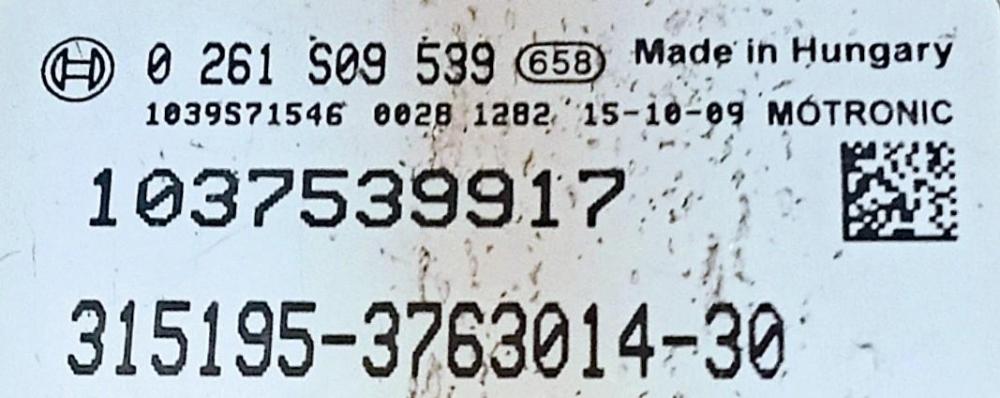 0 261 S09 539 658 Made in Hungary
1039S71546 0028 1282 15-10-09 MOTRONIC
1037539917
315195-3763014-30